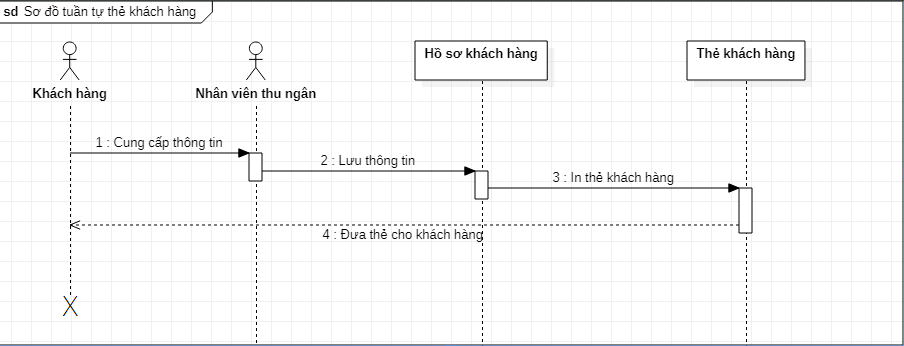 sd Sơ đồ tuần tự thẻ khách hàng
Khách hàng
Nhân viên thu ngân
Hồ sơ khách hàng
Thẻ khách hàng
1 : Cung cấp thông tin
2 : Lưu thông tin
3 : In thẻ khách hàng
4 : Đưa thẻ cho khách hàng